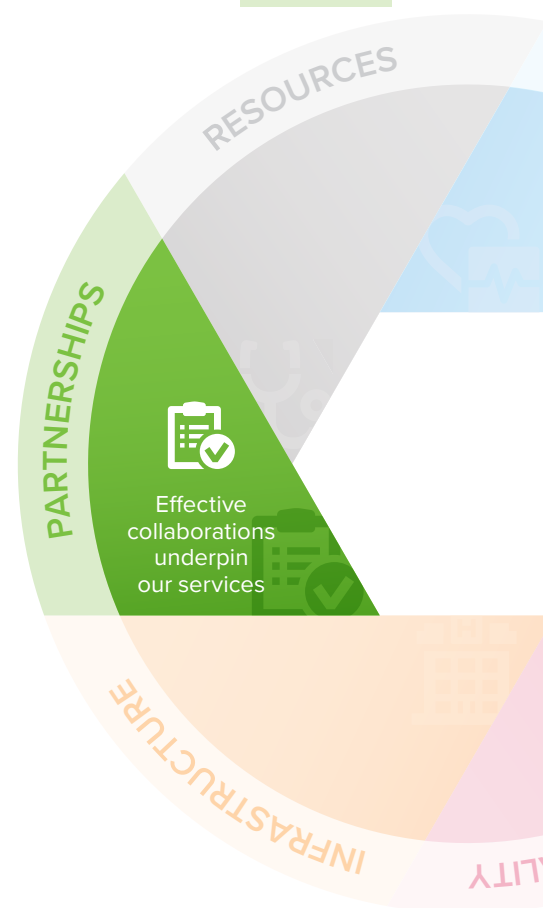 RESOURCES
PARTNERSHIPS
Effective
collaborations
underpin
our services
INFRASTRUCTURE